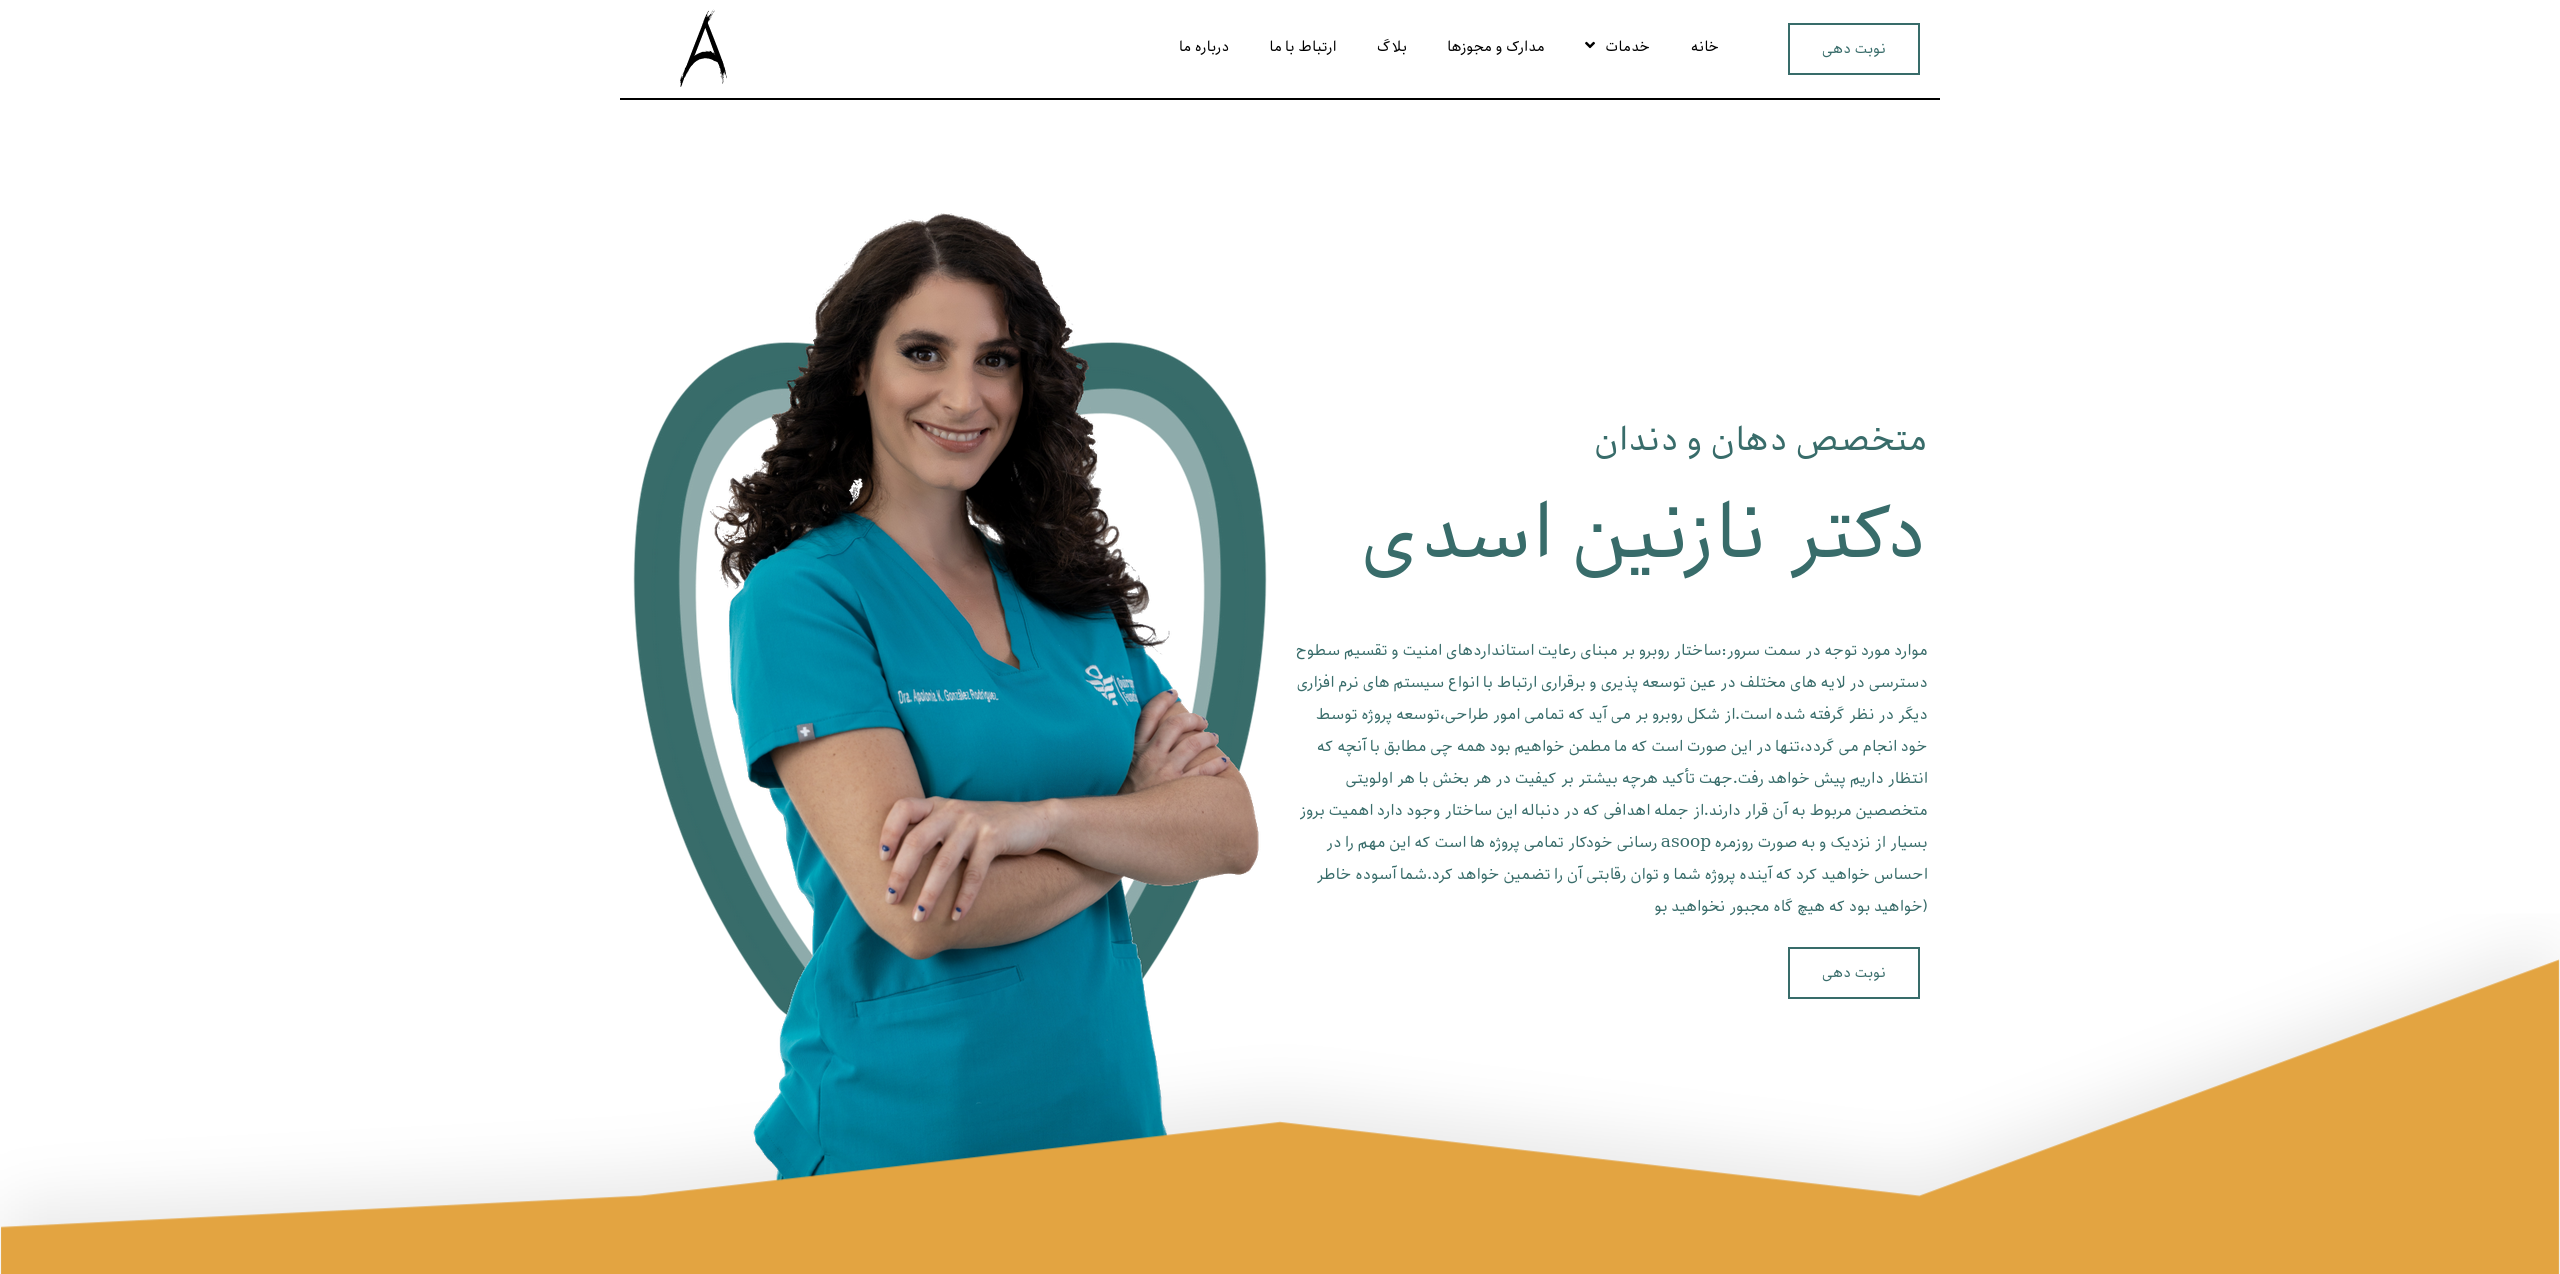 نوبت دهی
خانه
خدمات
مدارک و مجوزها
بلاگ
ارتباط با ما
درباره ما
A
متخصص دهان و دندان
دکتر نازنین اسدی
موارد مورد توجه در سمت سرور:ساختار روبرو بر مبنای رعایت استانداردهای امنیت و تقسیم سطوح
دسترسی در لایه های مختلف در عین توسعه پذیری و برقراری ارتباط با انواع سیستم های نرم افزاری
دیگر در نظر گرفته شده است.از شکل روبرو بر می آید که تمامی امور طراحی،توسعه پروژه توسط
خود انجام می گردد،تنها در این صورت است که ما مطمن خواهیم بود همه چی مطابق با آنچه که
انتظار داریم پیش خواهد رفت.جهت تأکید هرچه بیشتر بر کیفیت در هر بخش با هر اولویتی
متخصصین مربوط به آن قرار دارند.از جمله اهدافی که در دنباله این ساختار وجود دارد اهمیت بروز
بسیار از نزدیک و به صورت روزمره asoop رسانی خودکار تمامی پروژه ها است که این مهم را در
احساس خواهید کرد که آینده پروژه شما و توان رقابتی آن را تضمین خواهد کرد.شما آسوده خاطر
(خواهید بود که هیچ گاه مجبور نخواهید بو
نوبت دهی
Dra. Apolonia K. González Rodríguez.